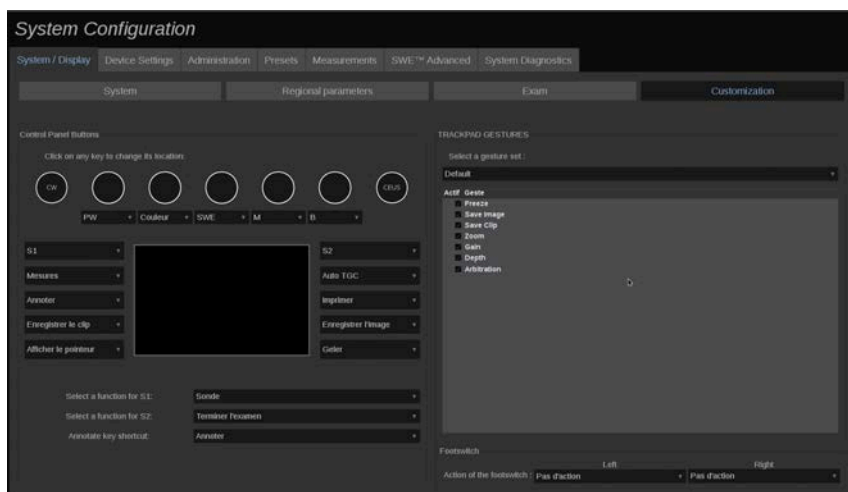 System Configuration
System / Display Device Settings Administration Presets Measurements SWE™ Advanced System Diagnostics
System Regional parameters Exam Customization
Control Panel Buttons
Click on any key to change its location:
CW CEUS
PW Couleur SWE M B
S1 S2
Mesures Auto TGC
Annoter Imprimer
Enregistrer le clip Enregistrer l'image
Afficher le pointeur Geler
Select a function for S1: Sonde
Select a function for S2: Terminer l'examen
Annotate key shortcut: Annoter
TRACKPAD GESTURES
Select a gesture set :
Default
Actif Geste
Freeze
Save Image
Save Clip
Zoom
Gain
Depth
Arbitration
Footswitch
Left Right
Action of the footswitch : Pas d'action Pas d'action